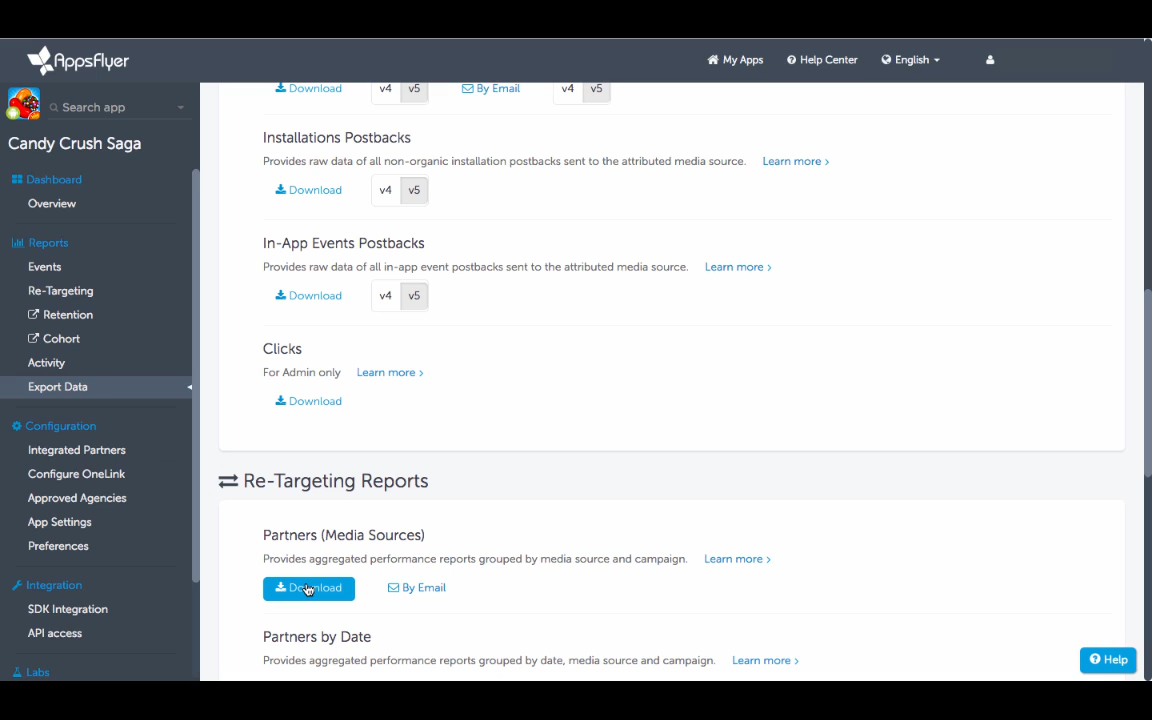 AppsFlyer
My Apps
Help Center
English
Search app
Candy Crush Saga
Dashboard
Overview
Reports
Events
Re-Targeting
Retention
Cohort
Activity
Export Data
Configuration
Integrated Partners
Configure OneLink
Approved Agencies
App Settings
Preferences
Integration
SDK Integration
API access
Labs
Download v4 v5 By Email v4 v5
Installations Postbacks
Provides raw data of all non-organic installation postbacks sent to the attributed media source. Learn more >
Download v4 v5
In-App Events Postbacks
Provides raw data of all in-app event postbacks sent to the attributed media source. Learn more >
Download v4 v5
Clicks
For Admin only Learn more >
Download
Re-Targeting Reports
Partners (Media Sources)
Provides aggregated performance reports grouped by media source and campaign. Learn more >
Download By Email
Partners by Date
Provides aggregated performance reports grouped by date, media source and campaign. Learn more >
Help